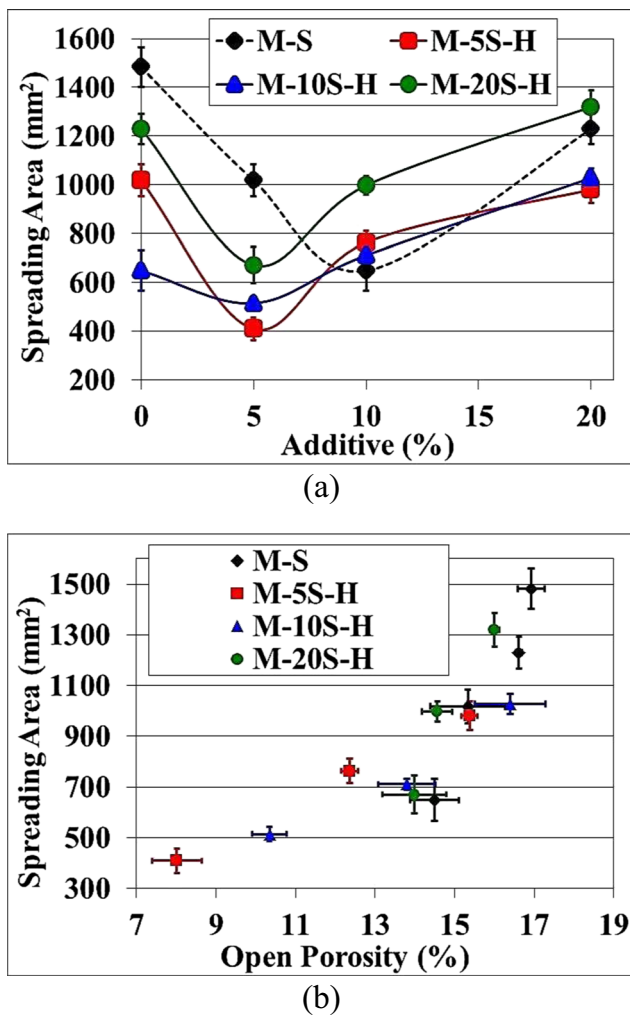 1600
1400
1200
1000
800
600
400
200
0
5
10
15
20
Spreading Area (mm²)
Additive (%)
M-S
M-5S-H
M-10S-H
M-20S-H
(a)
1500
1300
1100
900
700
500
300
7
9
11
13
15
17
19
Spreading Area (mm²)
Open Porosity (%)
M-S
M-5S-H
M-10S-H
M-20S-H
(b)